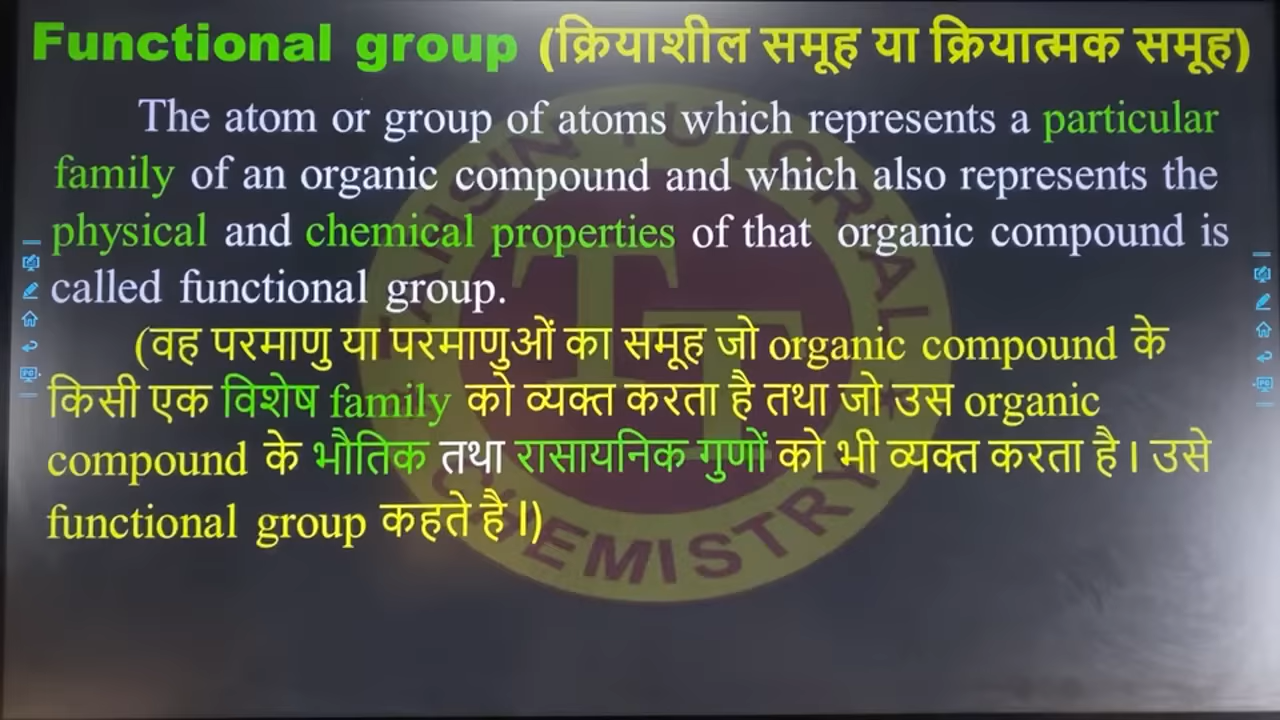 Functional group (क्रियाशील समूह या क्रियात्मक समूह)
The atom or group of atoms which represents a particular
family of an organic compound and which also represents the
physical and chemical properties of that organic compound is
called functional group.
(वह परमाणु या परमाणुओं का समूह जो organic compound के
किसी एक विशेष family को व्यक्त करता है तथा जो उस organic
compound के भौतिक तथा रासायनिक गुणों को भी व्यक्त करता है। उसे
functional group कहते है।)
TUTORIAL
TT
CHEMISTRY